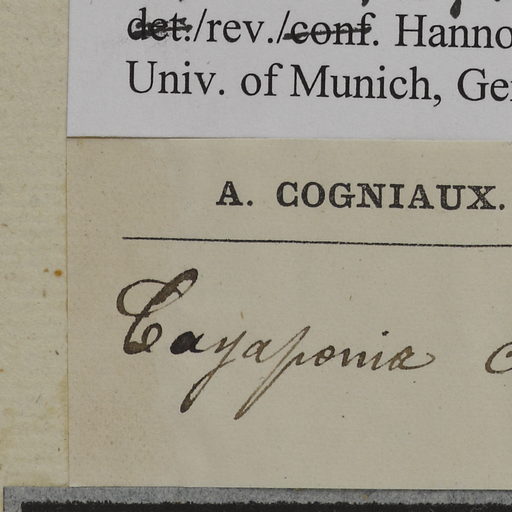 det./rev./conf. Hanno
Univ. of Munich, Ge
A. COGNIAUX.
Cayaponia